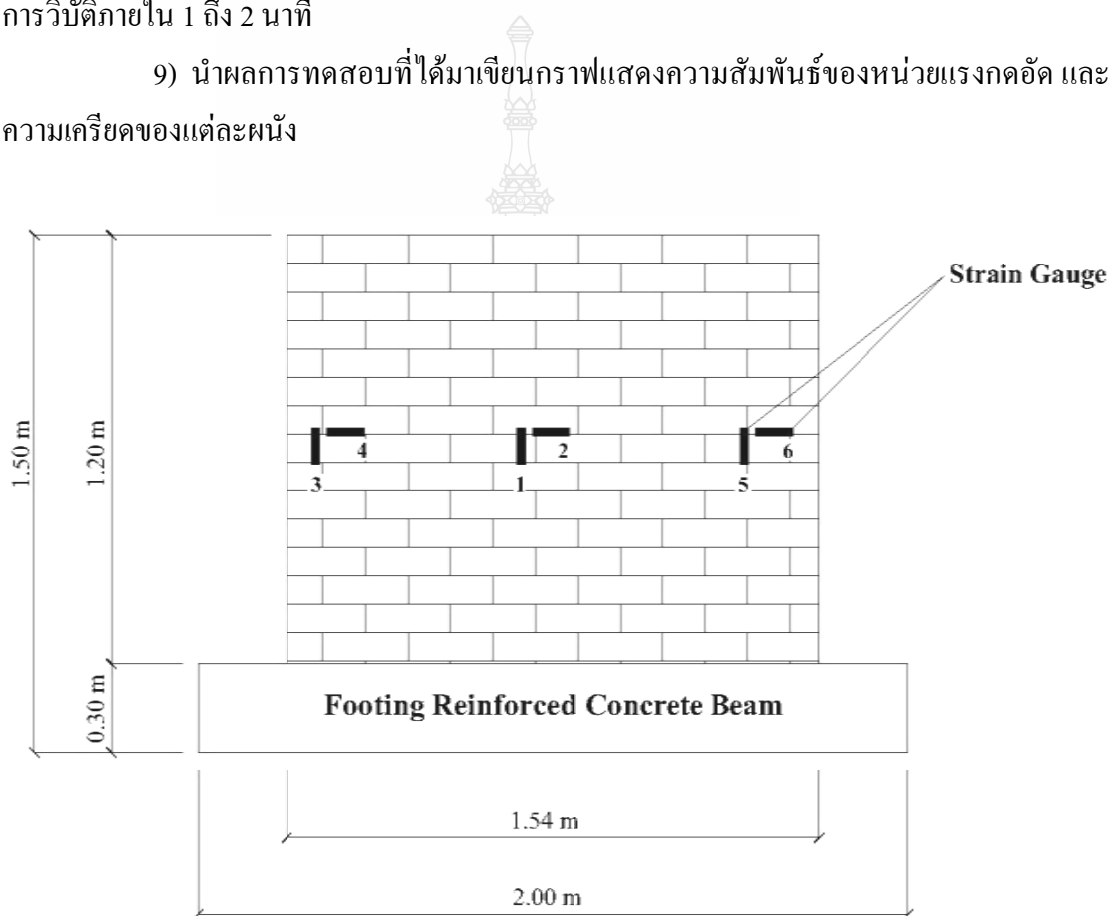 การวิบัติภายใน 1 ถึง 2 นาที
9) นำผลการทดสอบที่ได้มาเขียนกราฟแสดงความสัมพันธ์ของหน่วยแรงกดอัด และ
ความเครียดของแต่ละผนัง
Strain Gauge
1.50 m
1.20 m
4
2
6
3
1
5
0.30 m
Footing Reinforced Concrete Beam
1.54 m
2.00 m